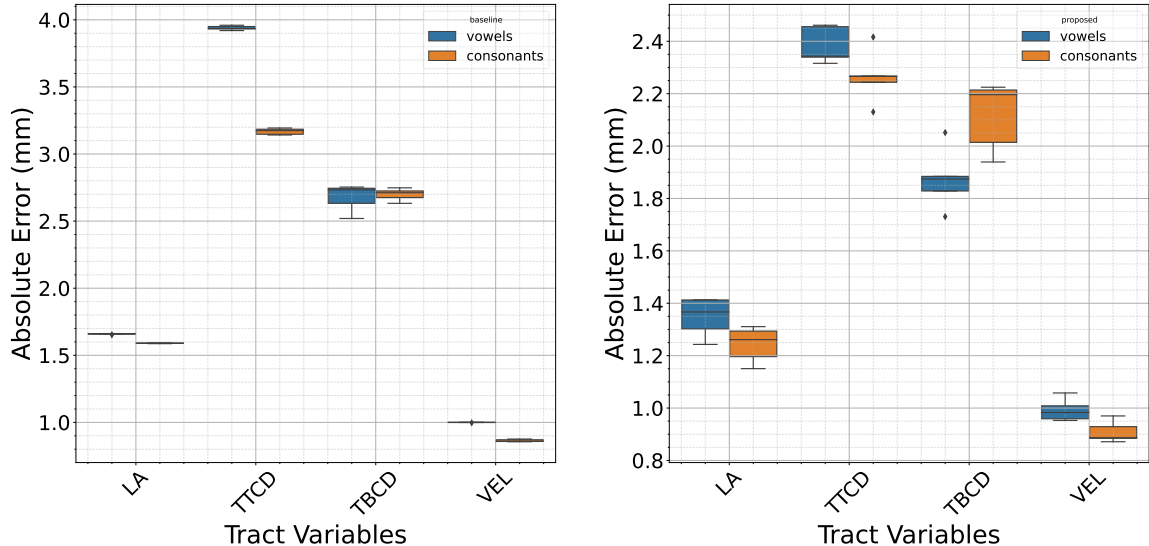 baseline
vowels
consonants
4.0
3.5
3.0
2.5
2.0
1.5
1.0
Absolute Error (mm)
LA
TTCD
TBCD
VEL
Tract Variables
proposed
vowels
consonants
2.4
2.2
2.0
1.8
1.6
1.4
1.2
1.0
0.8
Absolute Error (mm)
LA
TTCD
TBCD
VEL
Tract Variables